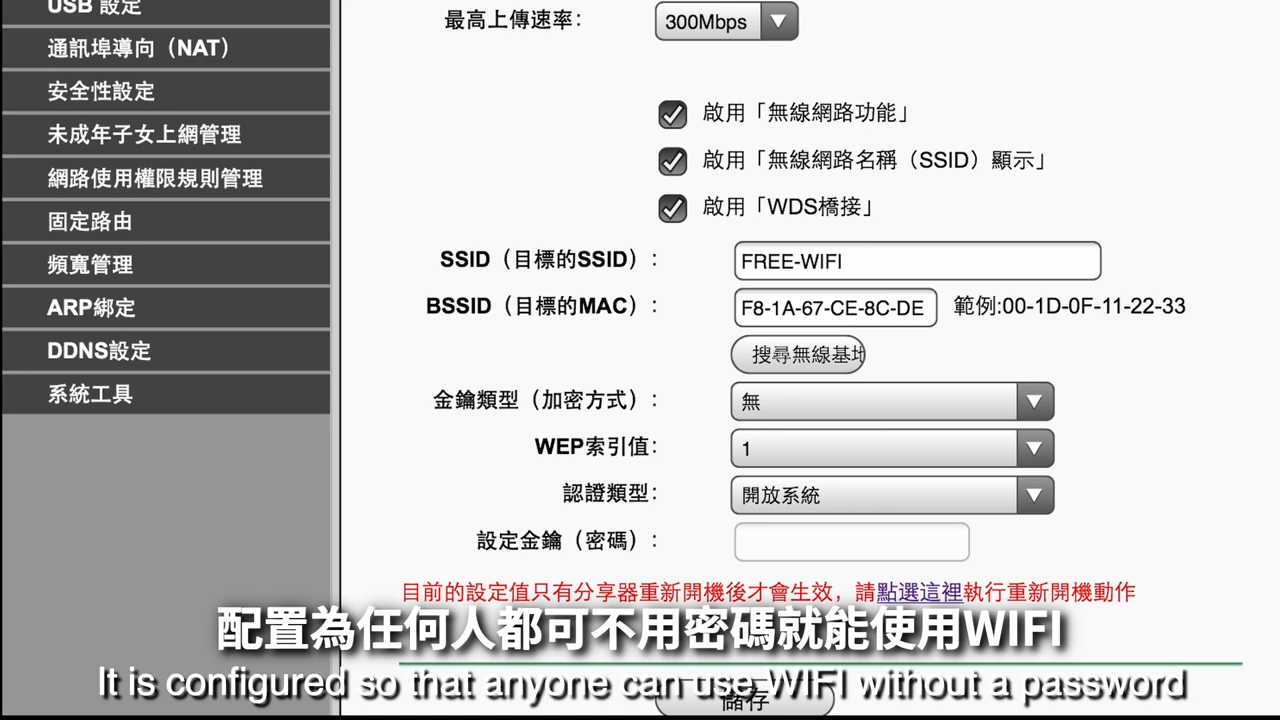 USB 設定
通訊埠導向（NAT）
安全性設定
未成年子女上網管理
網路使用權限規則管理
固定路由
頻寬管理
ARP綁定
DDNS設定
系統工具
最高上傳速率： 300Mbps
啟用「無線網路功能」
啟用「無線網路名稱（SSID）顯示」
啟用「WDS橋接」
SSID（目標的SSID）： FREE-WIFI
BSSID（目標的MAC）： F8-1A-67-CE-8C-DE 範例:00-1D-0F-11-22-33
搜尋無線基地
金鑰類型（加密方式）： 無
WEP索引值： 1
認證類型： 開放系統
設定金鑰（密碼）：
目前的設定值只有分享器重新開機後才會生效，請點選這裡執行重新開機動作
配置為任何人都可不用密碼就能使用WIFI
It is configured so that anyone can use WIFI without a password
儲存